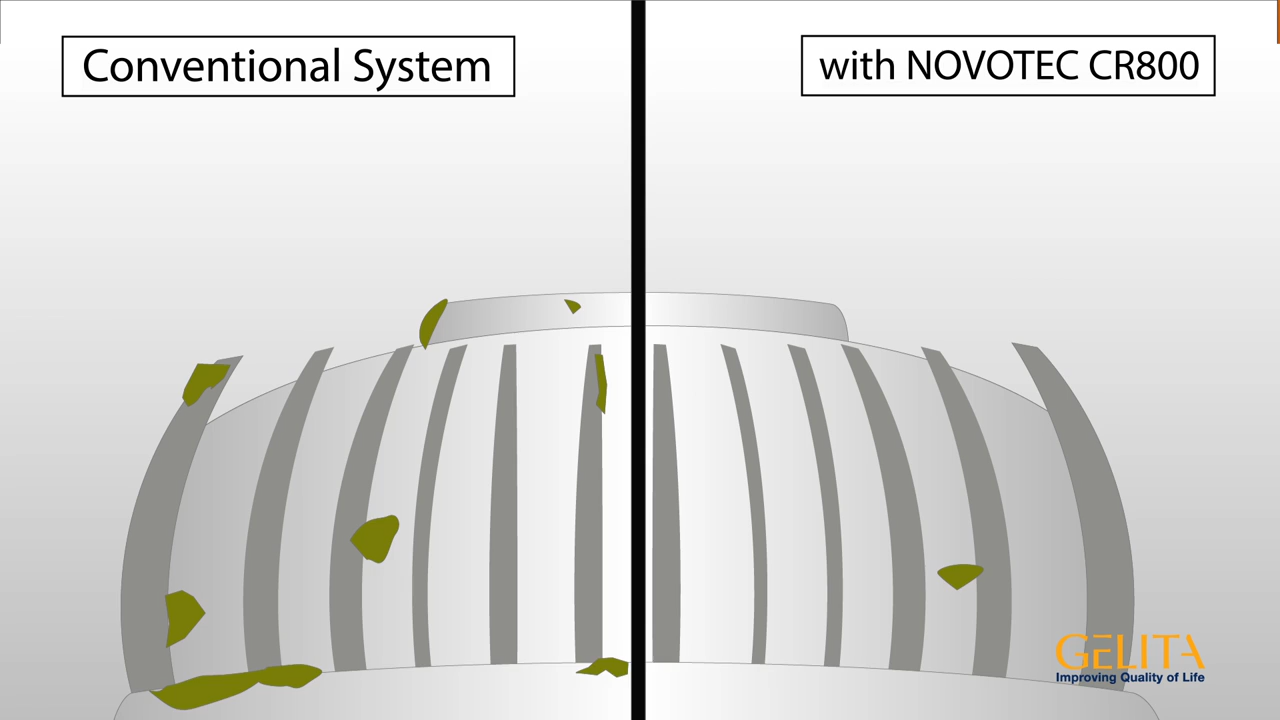 Conventional System
with NOVOTEC CR800
GELITA
Improving Quality of Life